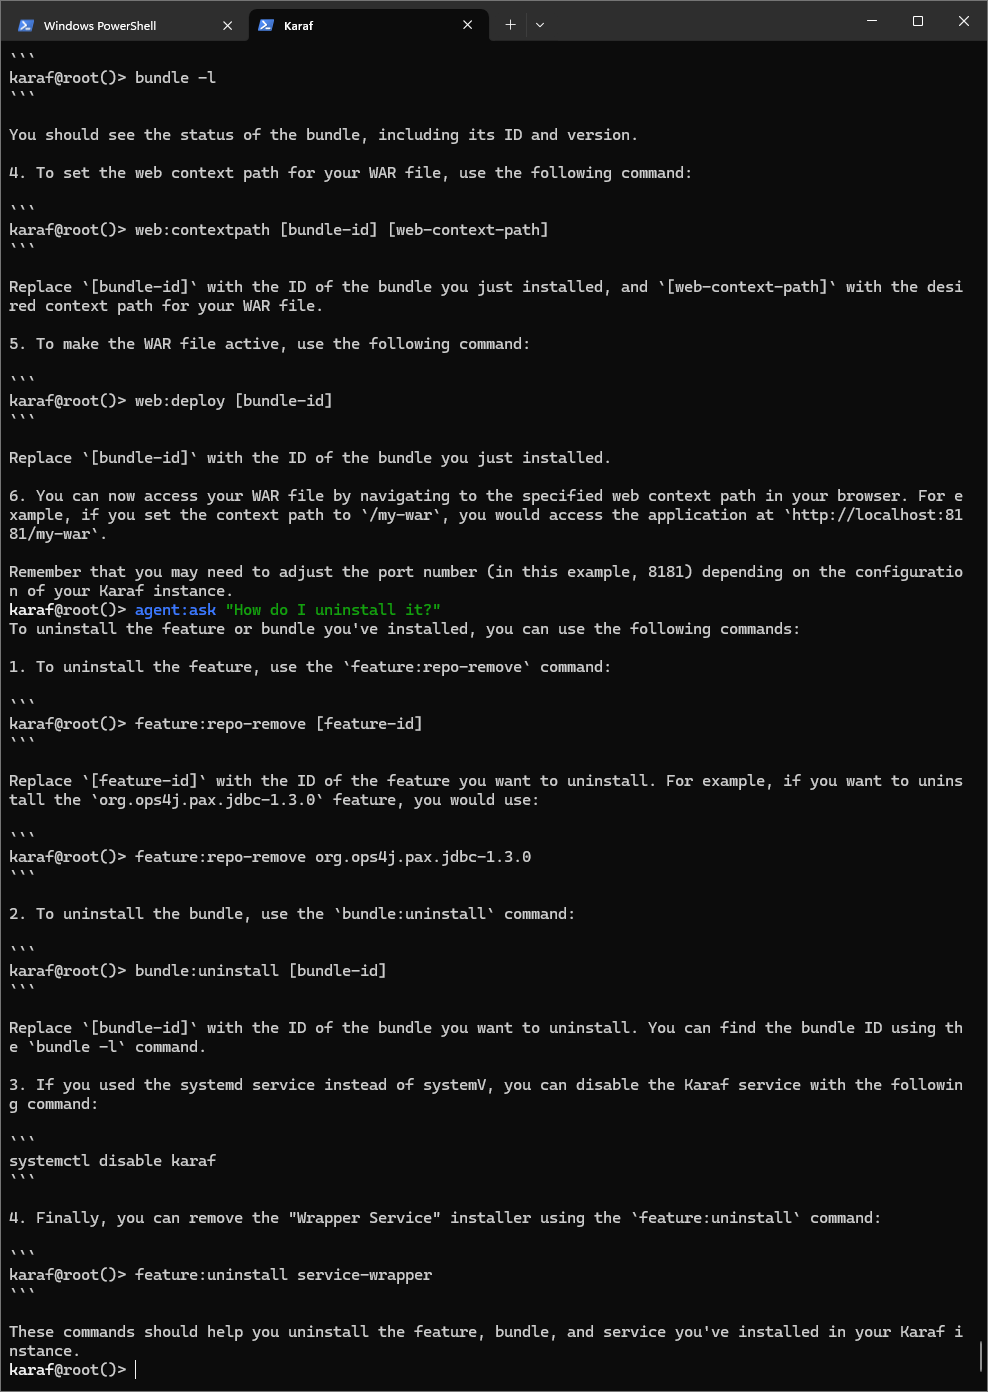 Windows PowerShell
Karaf
```
karaf@root()> bundle -l
```
You should see the status of the bundle, including its ID and version.
4. To set the web context path for your WAR file, use the following command:
```
karaf@root()> web:contextpath [bundle-id] [web-context-path]
```
Replace `[bundle-id]` with the ID of the bundle you just installed, and `[web-context-path]` with the desi
red context path for your WAR file.
5. To make the WAR file active, use the following command:
```
karaf@root()> web:deploy [bundle-id]
```
Replace `[bundle-id]` with the ID of the bundle you just installed.
6. You can now access your WAR file by navigating to the specified web context path in your browser. For e
xample, if you set the context path to `/my-war`, you would access the application at `http://localhost:81
81/my-war`.
Remember that you may need to adjust the port number (in this example, 8181) depending on the configuratio
n of your Karaf instance.
karaf@root()> agent:ask "How do I uninstall it?"
To uninstall the feature or bundle you've installed, you can use the following commands:
1. To uninstall the feature, use the `feature:repo-remove` command:
```
karaf@root()> feature:repo-remove [feature-id]
```
Replace `[feature-id]` with the ID of the feature you want to uninstall. For example, if you want to unins
tall the `org.ops4j.pax.jdbc-1.3.0` feature, you would use:
```
karaf@root()> feature:repo-remove org.ops4j.pax.jdbc-1.3.0
```
2. To uninstall the bundle, use the `bundle:uninstall` command:
```
karaf@root()> bundle:uninstall [bundle-id]
```
Replace `[bundle-id]` with the ID of the bundle you want to uninstall. You can find the bundle ID using th
e `bundle -l` command.
3. If you used the systemd service instead of systemV, you can disable the Karaf service with the followin
g command:
```
systemctl disable karaf
```
4. Finally, you can remove the "Wrapper Service" installer using the `feature:uninstall` command:
```
karaf@root()> feature:uninstall service-wrapper
```
These commands should help you uninstall the feature, bundle, and service you've installed in your Karaf i
nstance.
karaf@root()>